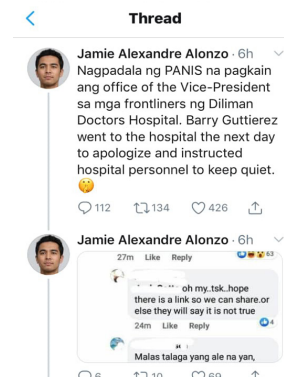 Thread
Jamie Alexandre Alonzo · 6h
Nagpadala ng PANIS na pagkain
ang office of the Vice-President
sa mga frontliners ng Diliman
Doctors Hospital. Barry Guttierez
went to the hospital the next day
to apologize and instructed
hospital personnel to keep quiet.
112 134 426
Jamie Alexandre Alonzo · 6h
27m Like Reply 63
oh my..tsk..hope
there is a link so we can share.or
else they will say it is not true
24m Like Reply 4
Malas talaga yang ale na yan,
6 10 69